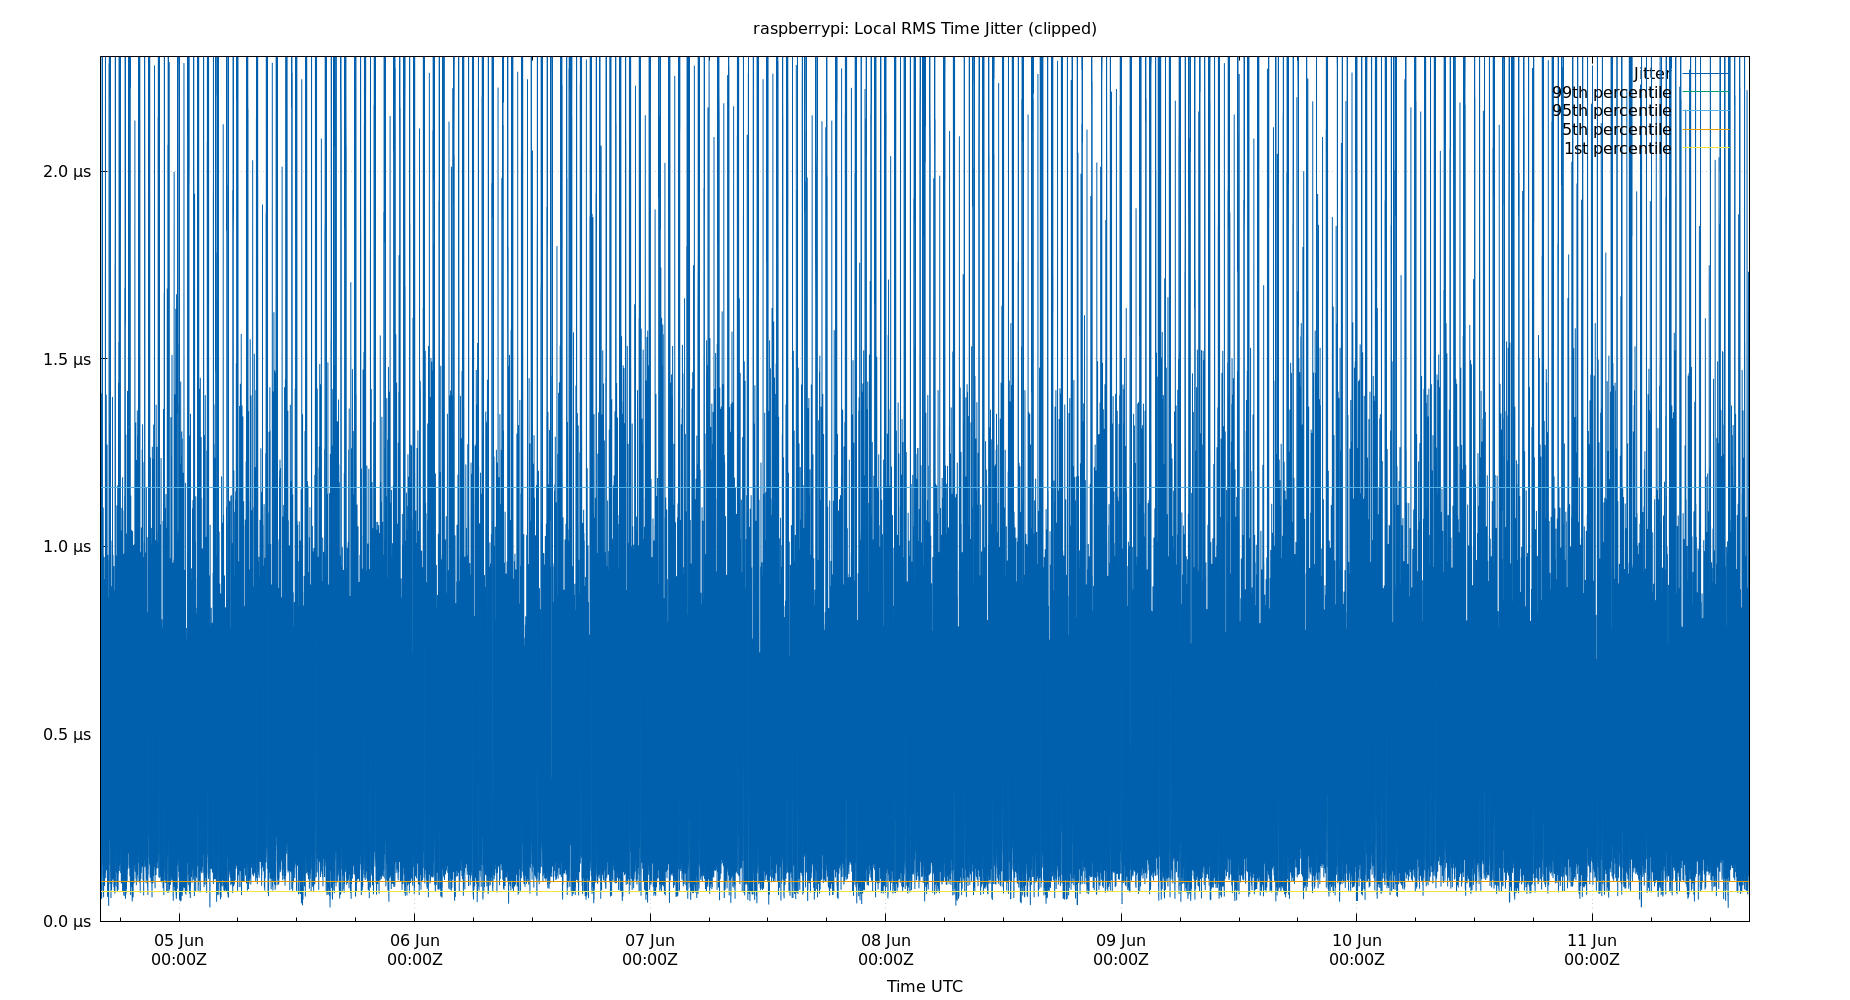 raspberrypi: Local RMS Time Jitter (clipped)
Jitter
99th percentile
95th percentile
5th percentile
1st percentile
2.0 µs
1.5 µs
1.0 µs
0.5 µs
0.0 µs
05 Jun 06 Jun 07 Jun 08 Jun 09 Jun 10 Jun 11 Jun
00:00Z 00:00Z 00:00Z 00:00Z 00:00Z 00:00Z 00:00Z
Time UTC